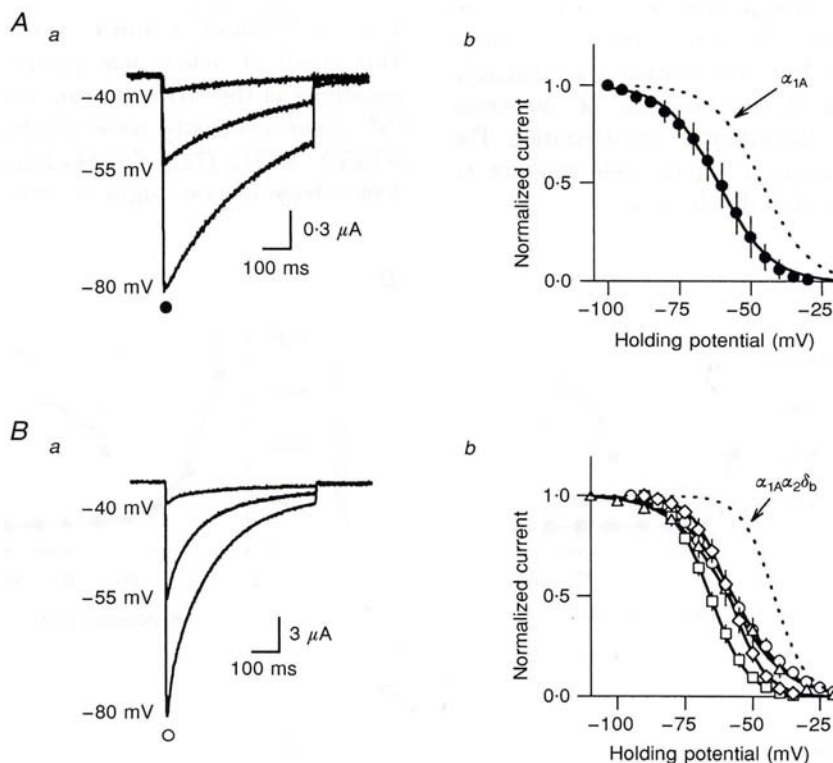 A
a
−40 mV
−55 mV
−80 mV
0·3 μA
100 ms
b
α1A
Normalized current
1·0
0·5
0·0
−100
−75
−50
−25
Holding potential (mV)
B
a
−40 mV
−55 mV
−80 mV
3 μA
100 ms
b
α1Aα2δb
Normalized current
1·0
0·5
0·0
−100
−75
−50
−25
Holding potential (mV)